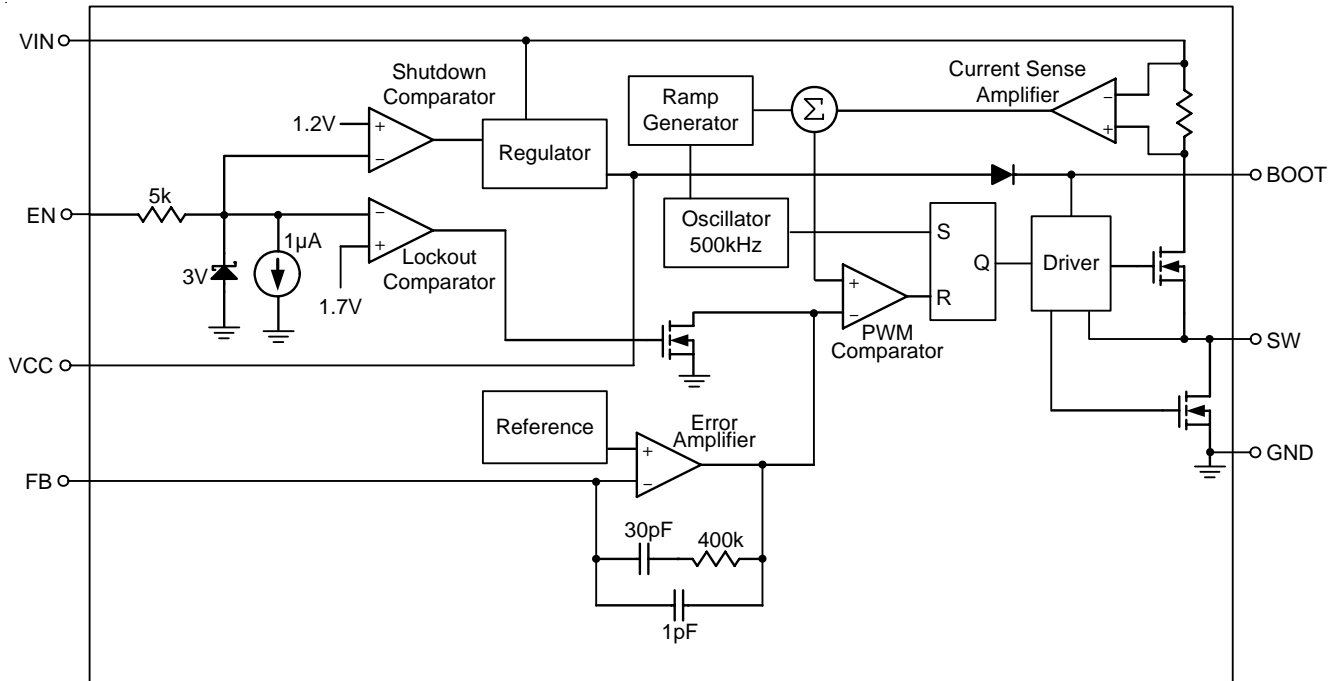 VIN
Shutdown
Comparator
1.2V
+
−
Regulator
Ramp
Generator
Σ
Current Sense
Amplifier
−
+
BOOT
EN
5k
3V
1µA
−
+
1.7V
Lockout
Comparator
Oscillator
500kHz
S
Q
R
Driver
+
−
PWM
Comparator
SW
VCC
Reference
Error
Amplifier
+
−
GND
FB
30pF
400k
1pF